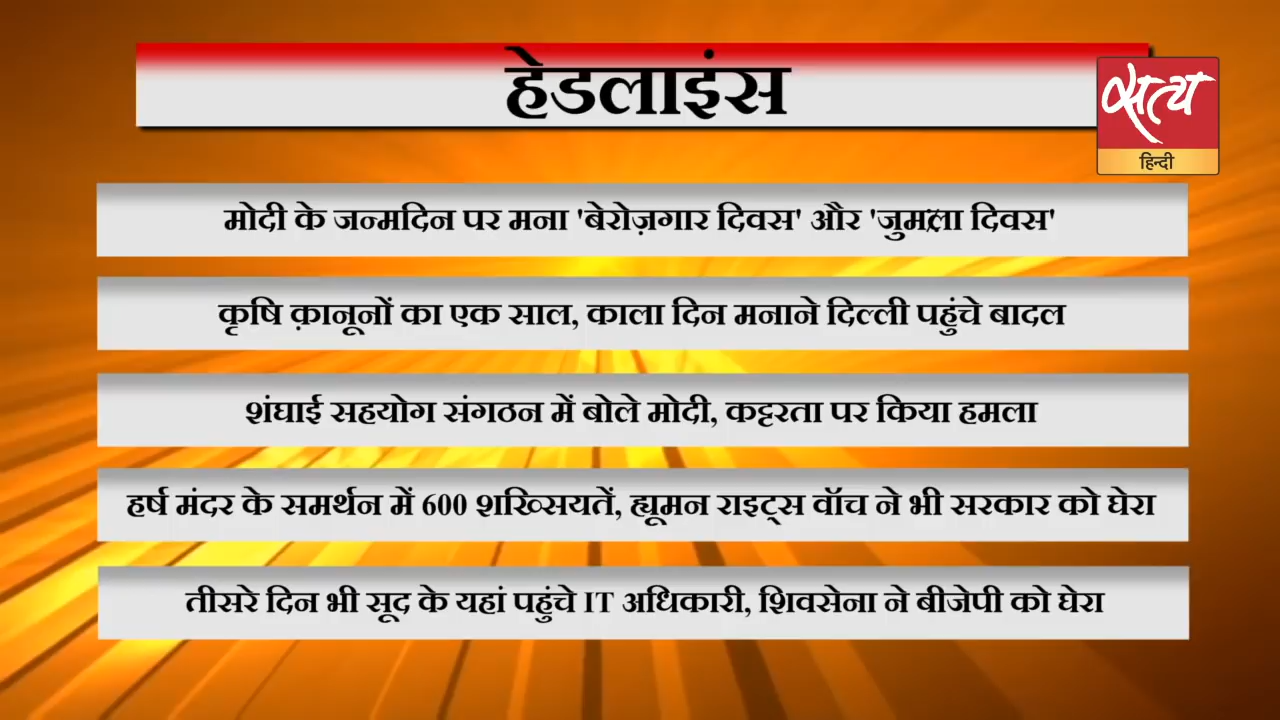 हेडलाइंस
सत्य
हिन्दी
मोदी के जन्मदिन पर मना 'बेरोज़गार दिवस' और 'जुमला दिवस'
कृषि क़ानूनों का एक साल, काला दिन मनाने दिल्ली पहुंचे बादल
शंघाई सहयोग संगठन में बोले मोदी, कट्टरता पर किया हमला
हर्ष मंदर के समर्थन में 600 शख्सियतें, ह्यूमन राइट्स वॉच ने भी सरकार को घेरा
तीसरे दिन भी सूद के यहां पहुंचे IT अधिकारी, शिवसेना ने बीजेपी को घेरा